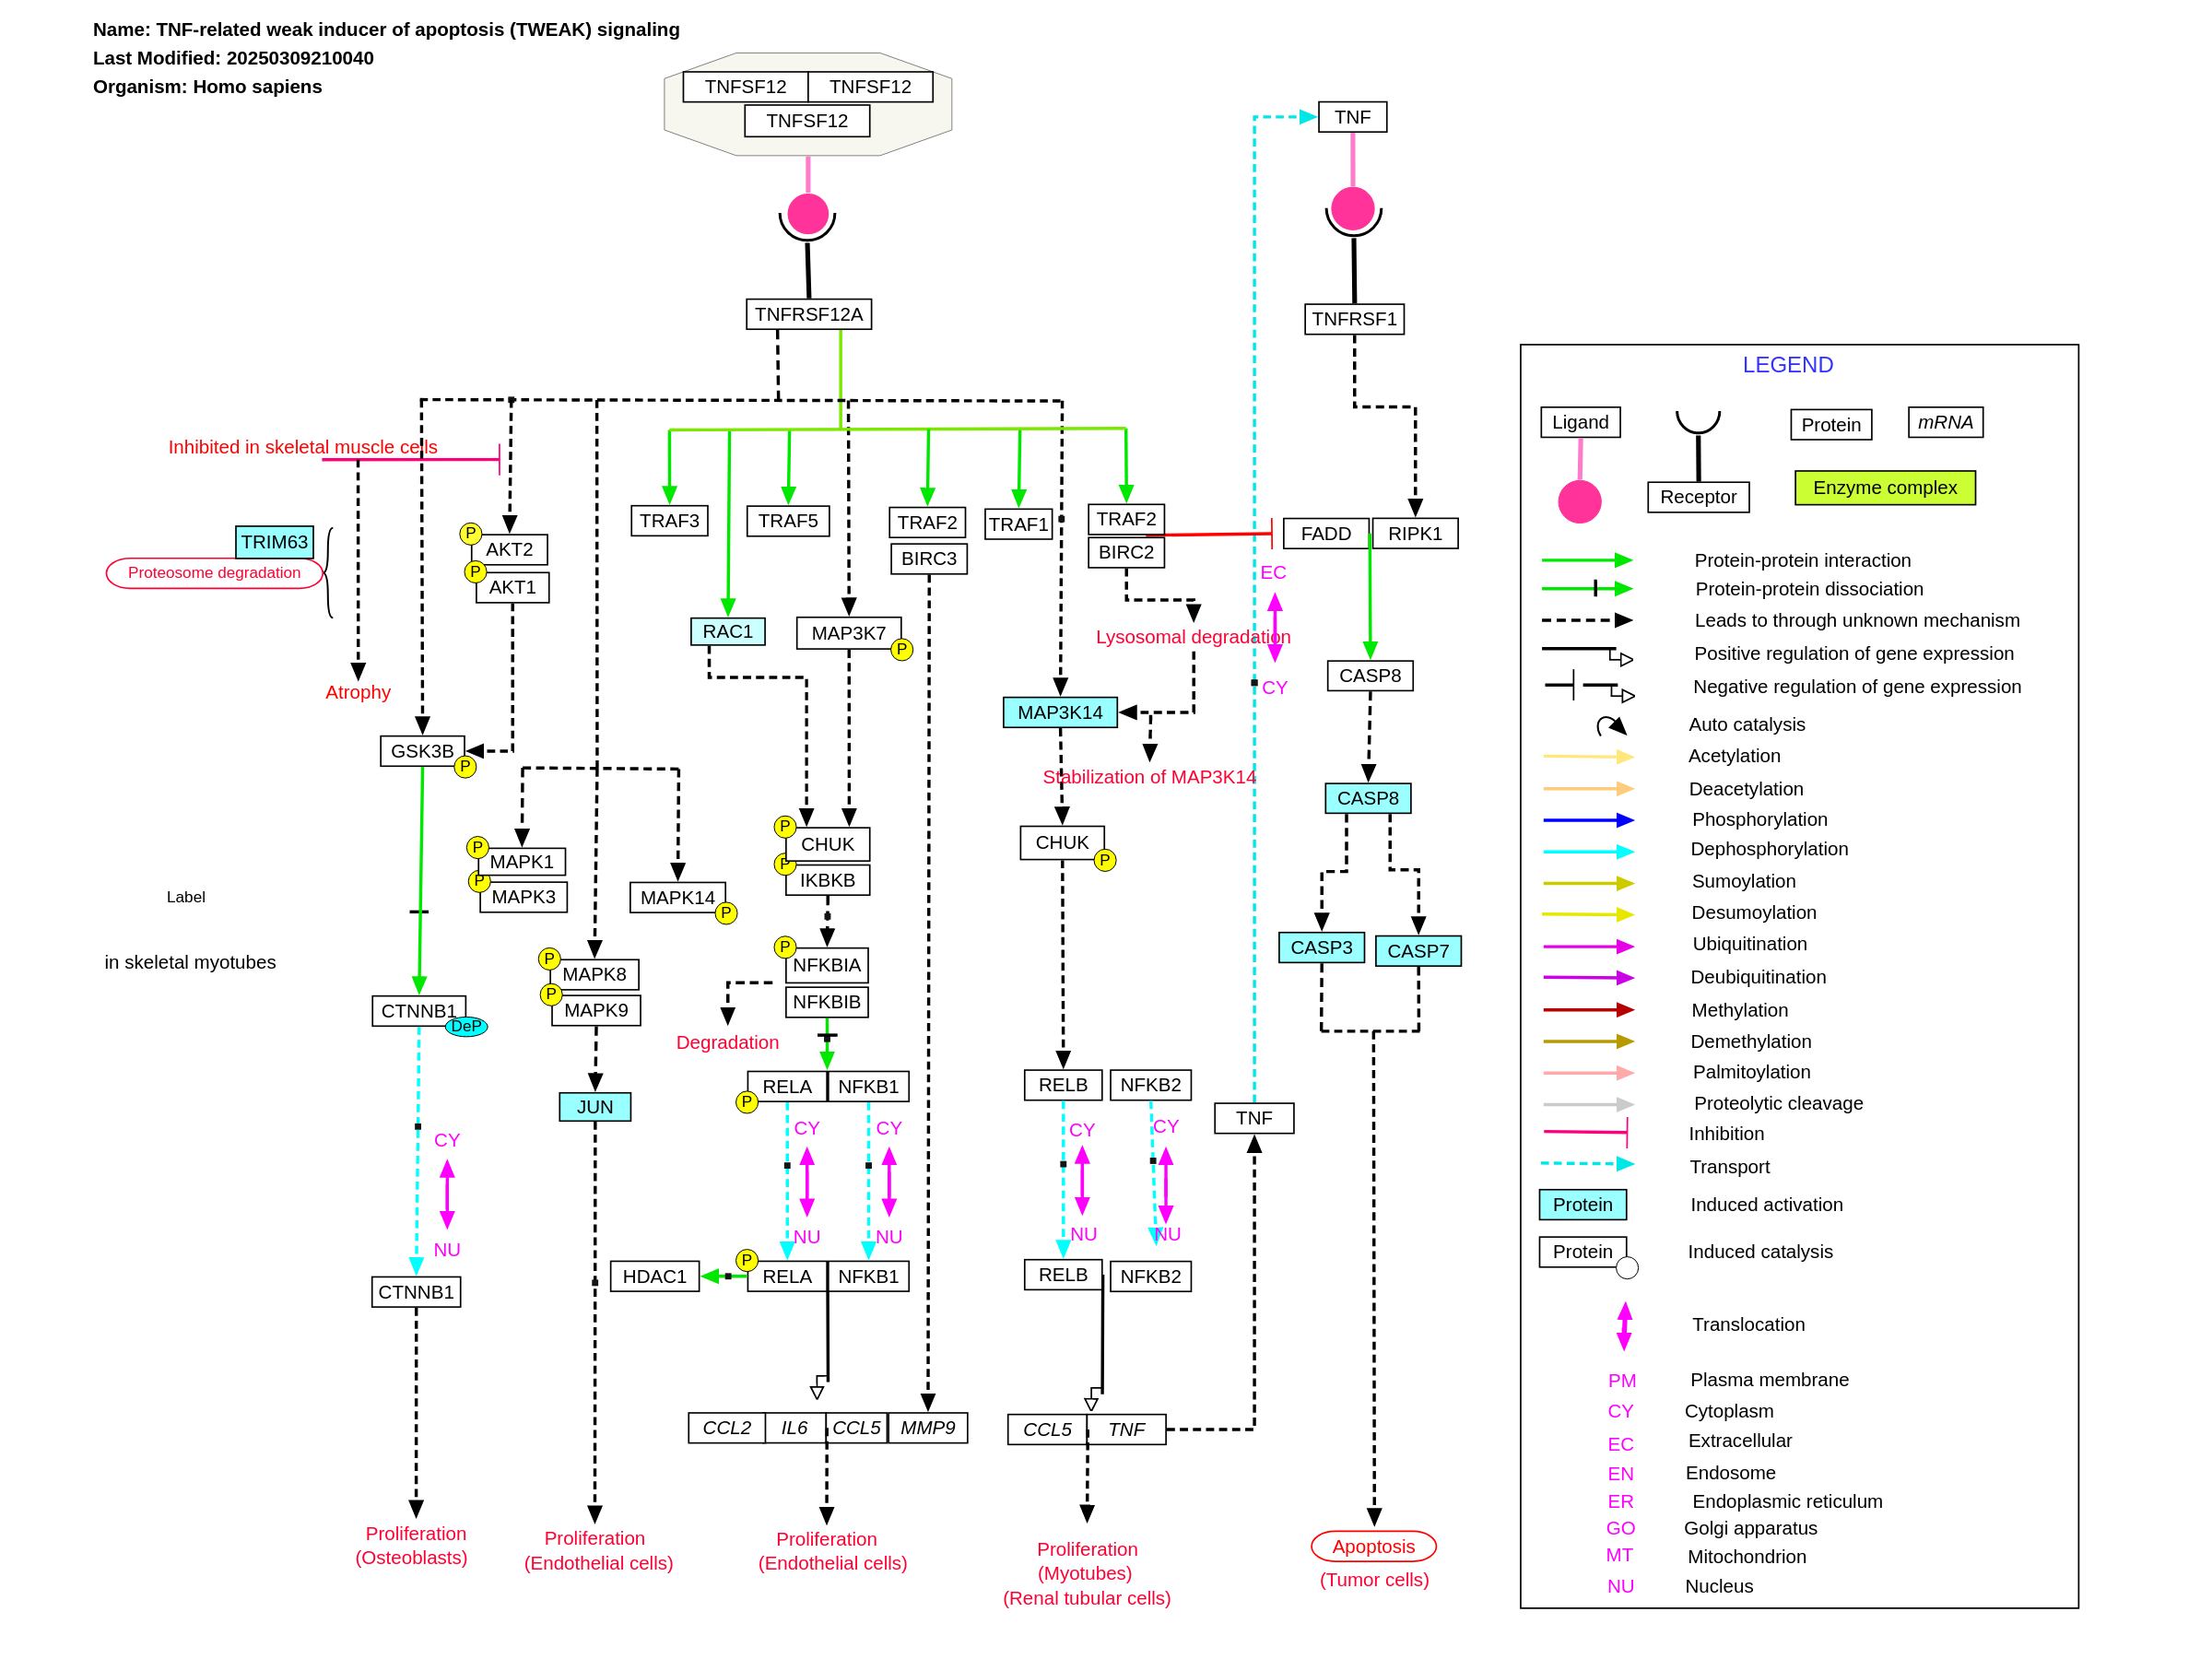 Name: TNF-related weak inducer of apoptosis (TWEAK) signaling
Last Modified: 20250309210040
Organism: Homo sapiens
TNFSF12 TNFSF12
TNFSF12
TNF
TNFRSF12A
TNFRSF1
Inhibited in skeletal muscle cells
TRAF3
TRAF5
TRAF2
BIRC3
TRAF1
TRAF2
BIRC2
FADD
RIPK1
TRIM63
Proteosome degradation
P
AKT2
P
AKT1
EC
CY
RAC1
MAP3K7
P
Lysosomal degradation
CASP8
Atrophy
MAP3K14
GSK3B
P
Stabilization of MAP3K14
CASP8
P
MAPK1
P
MAPK3
MAPK14
P
P
CHUK
P
IKBKB
CHUK
P
Label
in skeletal myotubes
CASP3
CASP7
P
MAPK8
P
MAPK9
P
NFKBIA
NFKBIB
CTNNB1
DeP
Degradation
JUN
RELA
P
NFKB1
RELB
NFKB2
TNF
CY
NU
CY
NU
CY
NU
CY
NU
CY
NU
CTNNB1
HDAC1
P
RELA
NFKB1
RELB
NFKB2
CCL2
IL6
CCL5
MMP9
CCL5
TNF
Proliferation
(Osteoblasts)
Proliferation
(Endothelial cells)
Proliferation
(Endothelial cells)
Proliferation
(Myotubes)
(Renal tubular cells)
Apoptosis
(Tumor cells)
LEGEND
Ligand
Receptor
Protein
mRNA
Enzyme complex
Protein-protein interaction
Protein-protein dissociation
Leads to through unknown mechanism
Positive regulation of gene expression
Negative regulation of gene expression
Auto catalysis
Acetylation
Deacetylation
Phosphorylation
Dephosphorylation
Sumoylation
Desumoylation
Ubiquitination
Deubiquitination
Methylation
Demethylation
Palmitoylation
Proteolytic cleavage
Inhibition
Transport
Protein Induced activation
Protein Induced catalysis
Translocation
PM Plasma membrane
CY Cytoplasm
EC Extracellular
EN Endosome
ER Endoplasmic reticulum
GO Golgi apparatus
MT Mitochondrion
NU Nucleus